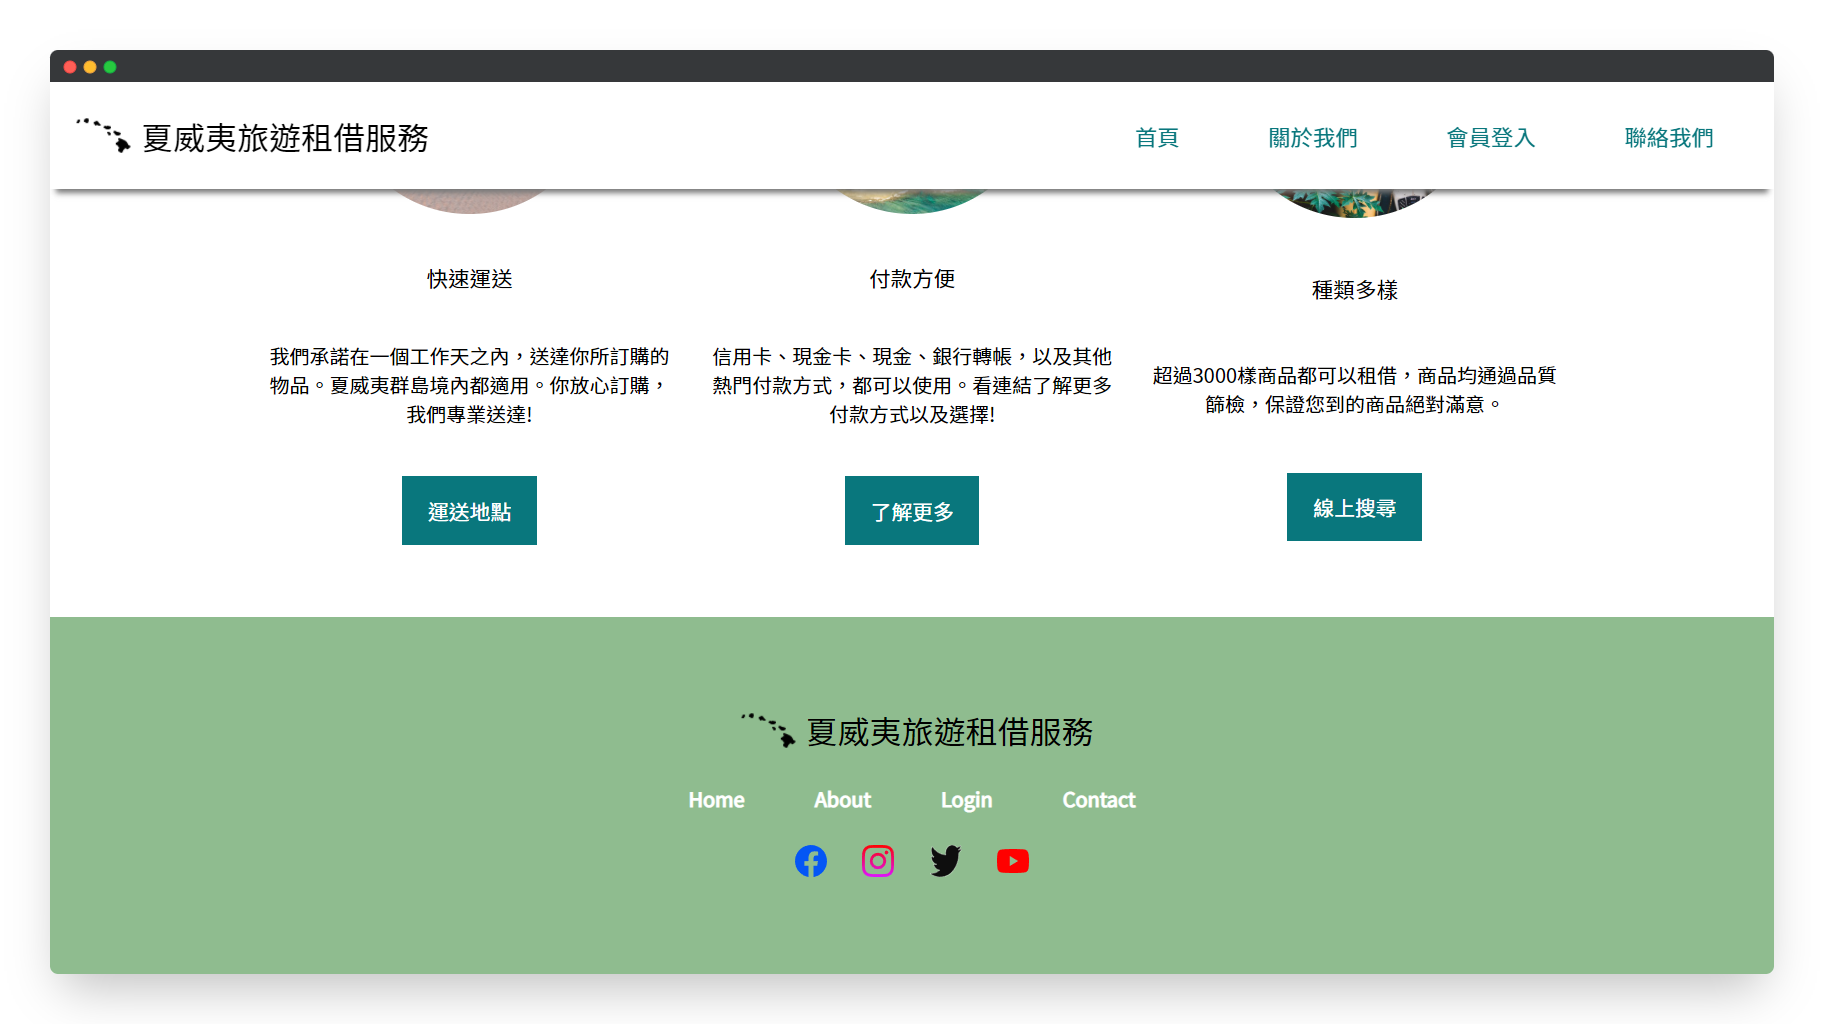 夏威夷旅遊租借服務
首頁 關於我們 會員登入 聯絡我們
快速運送
我們承諾在一個工作天之內，送達你所訂購的
物品。夏威夷群島境內都適用。你放心訂購，
我們專業送達!
運送地點
付款方便
信用卡、現金卡、現金、銀行轉帳，以及其他
熱門付款方式，都可以使用。看連結了解更多
付款方式以及選擇!
了解更多
種類多樣
超過3000樣商品都可以租借，商品均通過品質
篩檢，保證您到的商品絕對滿意。
線上搜尋
夏威夷旅遊租借服務
Home About Login Contact